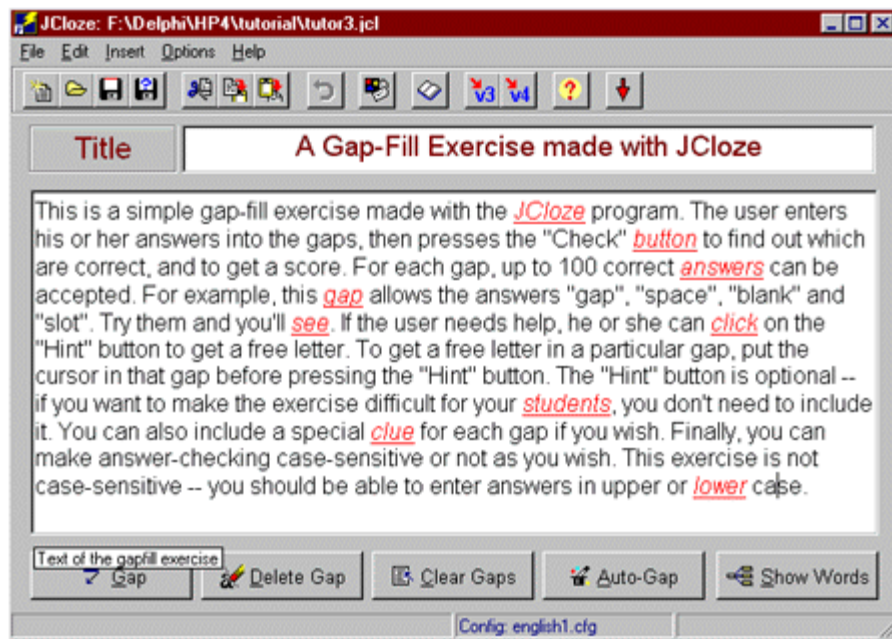 JCloze: F:\Delphi\HP4\tutorial\tutor3.jcl
File Edit Insert Options Help
v3 v4 ?
Title
A Gap-Fill Exercise made with JCloze
This is a simple gap-fill exercise made with the JCloze program. The user enters
his or her answers into the gaps, then presses the "Check" button to find out which
are correct, and to get a score. For each gap, up to 100 correct answers can be
accepted. For example, this gap allows the answers "gap", "space", "blank" and
"slot". Try them and you'll see. If the user needs help, he or she can click on the
"Hint" button to get a free letter. To get a free letter in a particular gap, put the
cursor in that gap before pressing the "Hint" button. The "Hint" button is optional --
if you want to make the exercise difficult for your students, you don't need to include
it. You can also include a special clue for each gap if you wish. Finally, you can
make answer-checking case-sensitive or not as you wish. This exercise is not
case-sensitive -- you should be able to enter answers in upper or lower case.
Text of the gapfill exercise
Gap Delete Gap Clear Gaps Auto-Gap Show Words
Config: english1.cfg